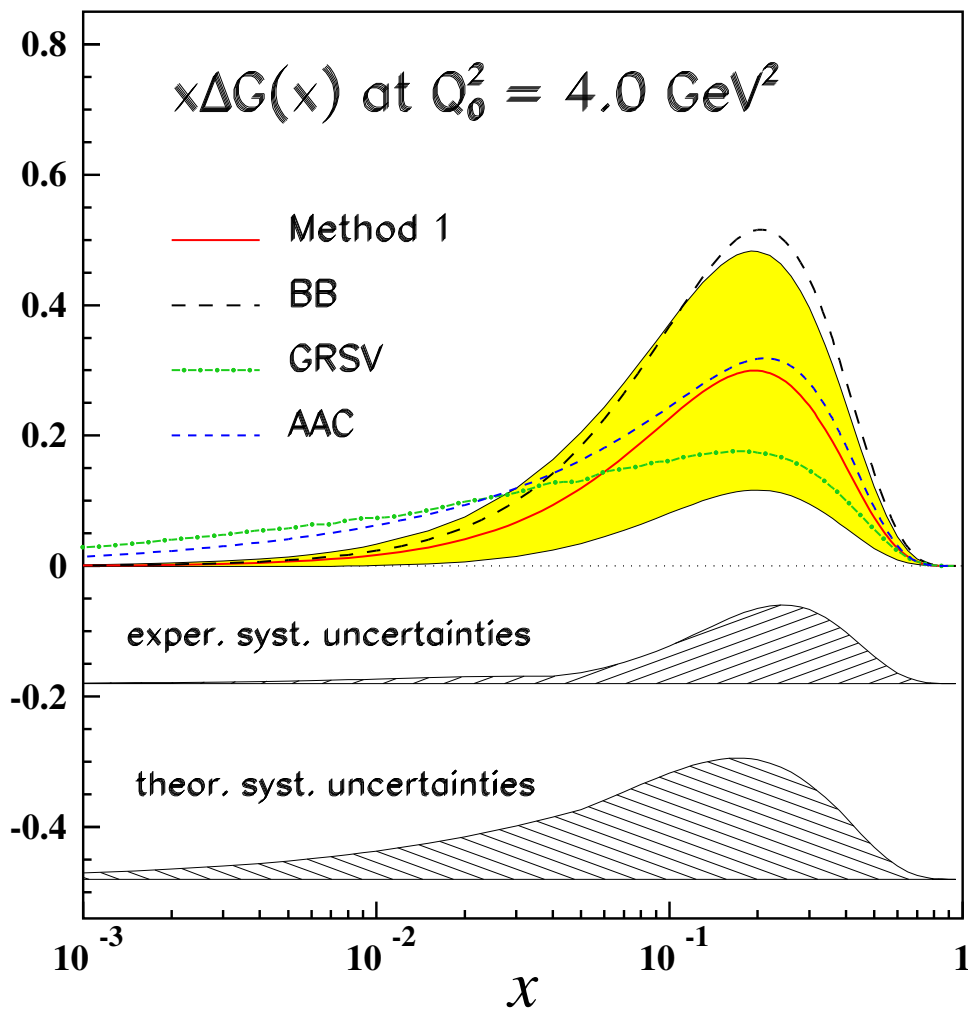 xΔG(x) at Q₀² = 4.0 GeV²
Method 1
BB
GRSV
AAC
exper. syst. uncertainties
theor. syst. uncertainties
0.8
0.6
0.4
0.2
0
-0.2
-0.4
10⁻³ 10⁻² 10⁻¹ 1
x